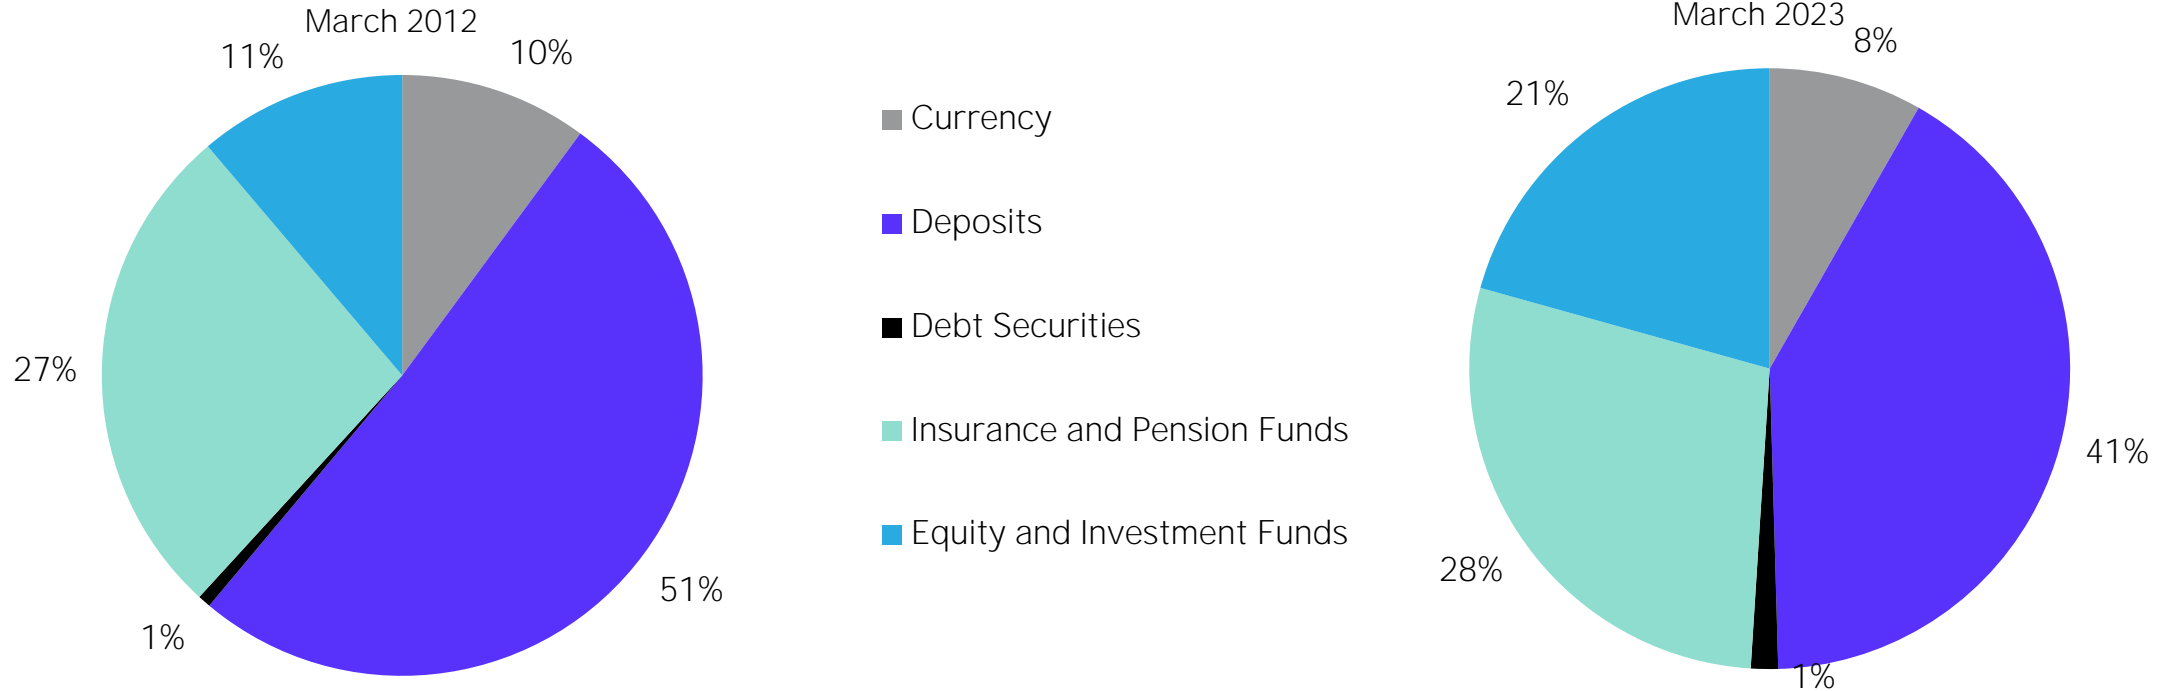 March 2012
11%
10%
27%
51%
1%
Currency
Deposits
Debt Securities
Insurance and Pension Funds
Equity and Investment Funds
March 2023
8%
21%
41%
28%
1%